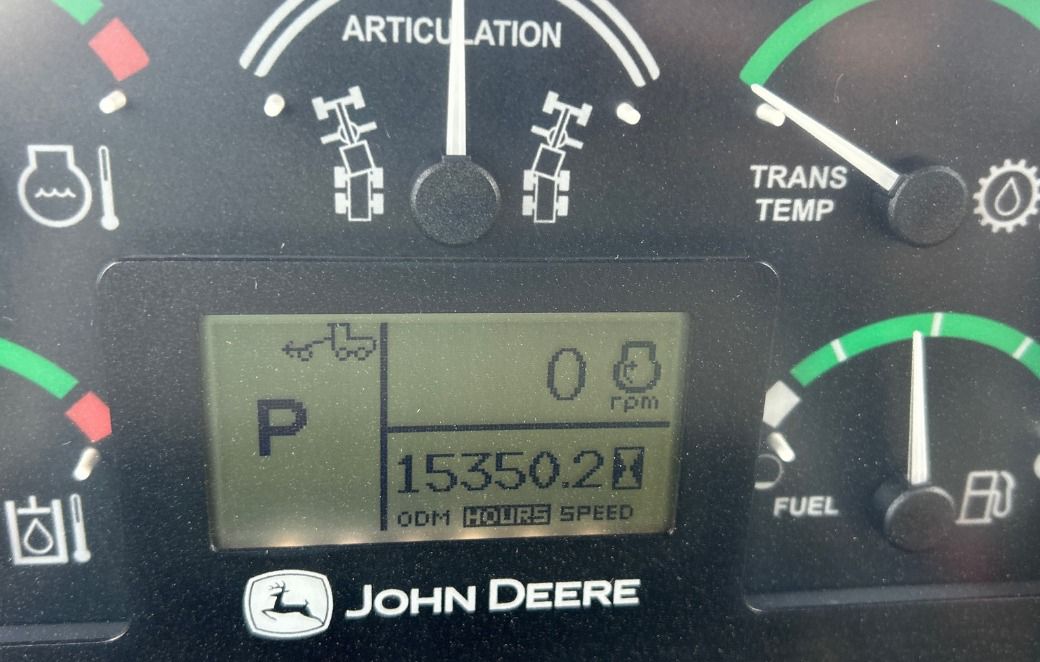 ARTICULATION
TRANS
TEMP
P
0
rpm
15350.2
ODM HOURS SPEED
FUEL
JOHN DEERE